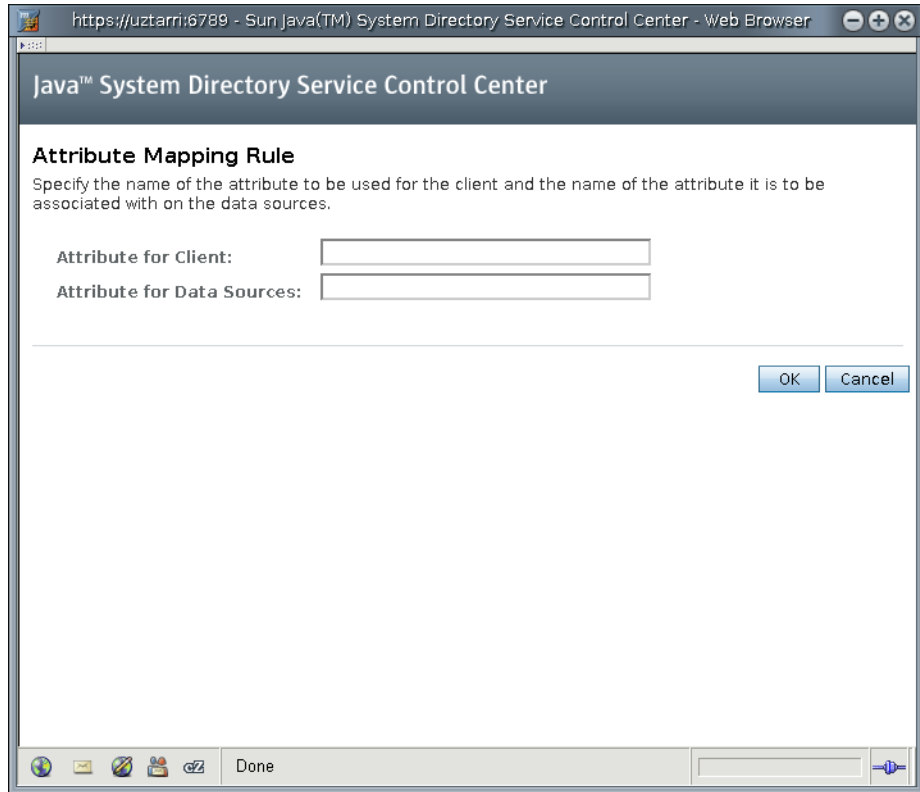 https://uztarri:6789 - Sun Java(TM) System Directory Service Control Center - Web Browser
Java™ System Directory Service Control Center
Attribute Mapping Rule
Specify the name of the attribute to be used for the client and the name of the attribute it is to be
associated with on the data sources.
Attribute for Client:
Attribute for Data Sources:
OK Cancel
Done